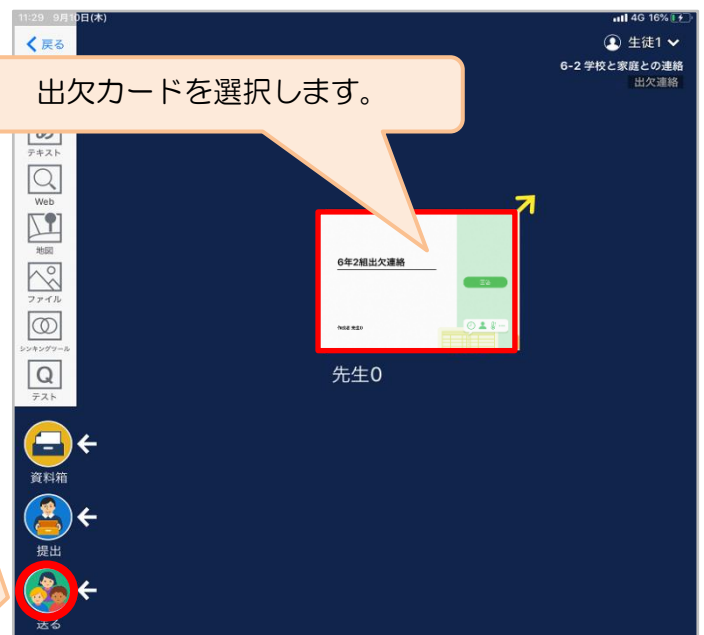 11:29 9月10日(木)
4G 16%
戻る
生徒1
6-2 学校と家庭との連絡
出欠連絡
出欠カードを選択します。
テキスト
Web
地図
ファイル
シンキングツール
Q
テスト
6年2組出欠連絡
先生0
資料箱
提出
送る